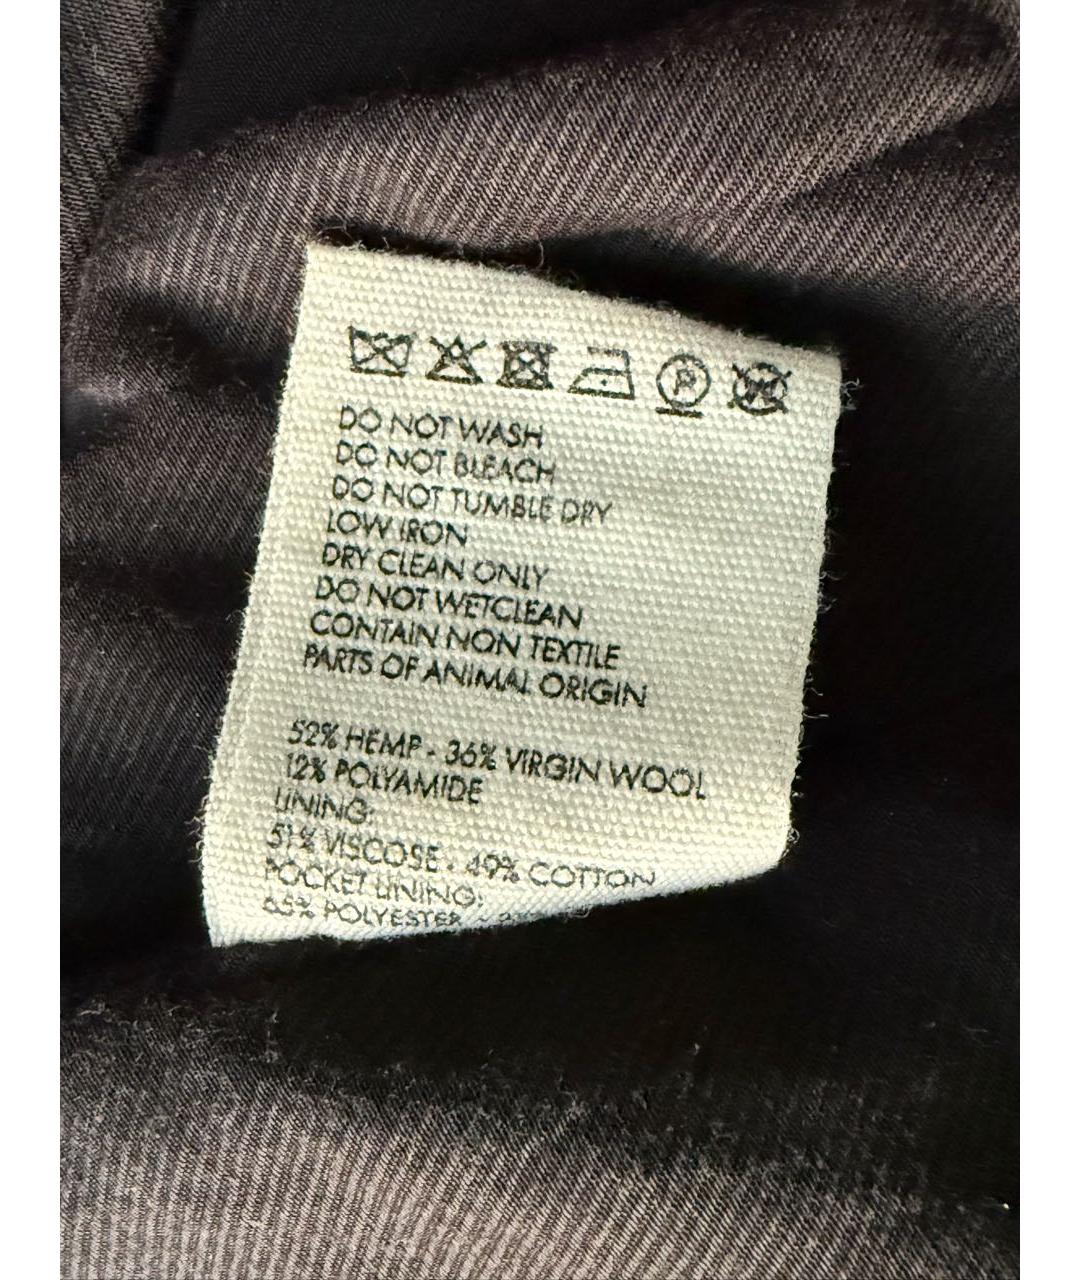 P
W
DO NOT WASH
DO NOT BLEACH
DO NOT TUMBLE DRY
LOW IRON
DRY CLEAN ONLY
DO NOT WETCLEAN
CONTAIN NON TEXTILE
PARTS OF ANIMAL ORIGIN
52% HEMP - 36% VIRGIN WOOL
12% POLYAMIDE
LINING:
51% VISCOSE - 49% COTTON
POCKET LINING:
65% POLYESTER -